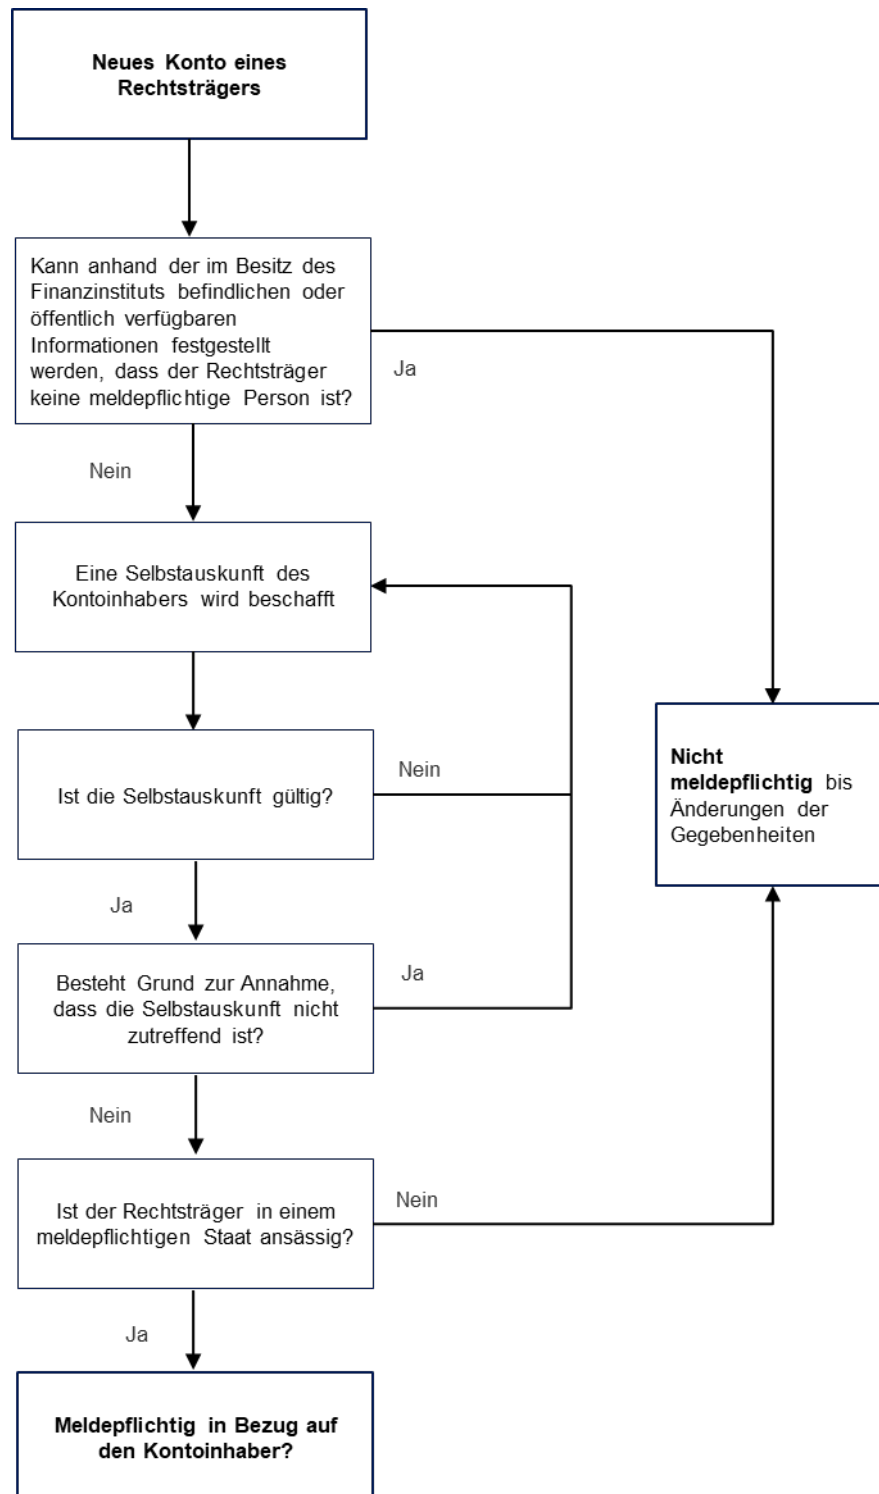 Neues Konto eines
Rechtsträgers
Kann anhand der im Besitz des
Finanzinstituts befindlichen oder
öffentlich verfügbaren
Informationen festgestellt
werden, dass der Rechtsträger
keine meldepflichtige Person ist?
Ja
Nein
Eine Selbstauskunft des
Kontoinhabers wird beschafft
Nicht
meldepflichtig bis
Änderungen der
Gegebenheiten
Ist die Selbstauskunft gültig?
Nein
Ja
Besteht Grund zur Annahme,
dass die Selbstauskunft nicht
zutreffend ist?
Ja
Nein
Ist der Rechtsträger in einem
meldepflichtigen Staat ansässig?
Nein
Ja
Meldepflichtig in Bezug auf
den Kontoinhaber?